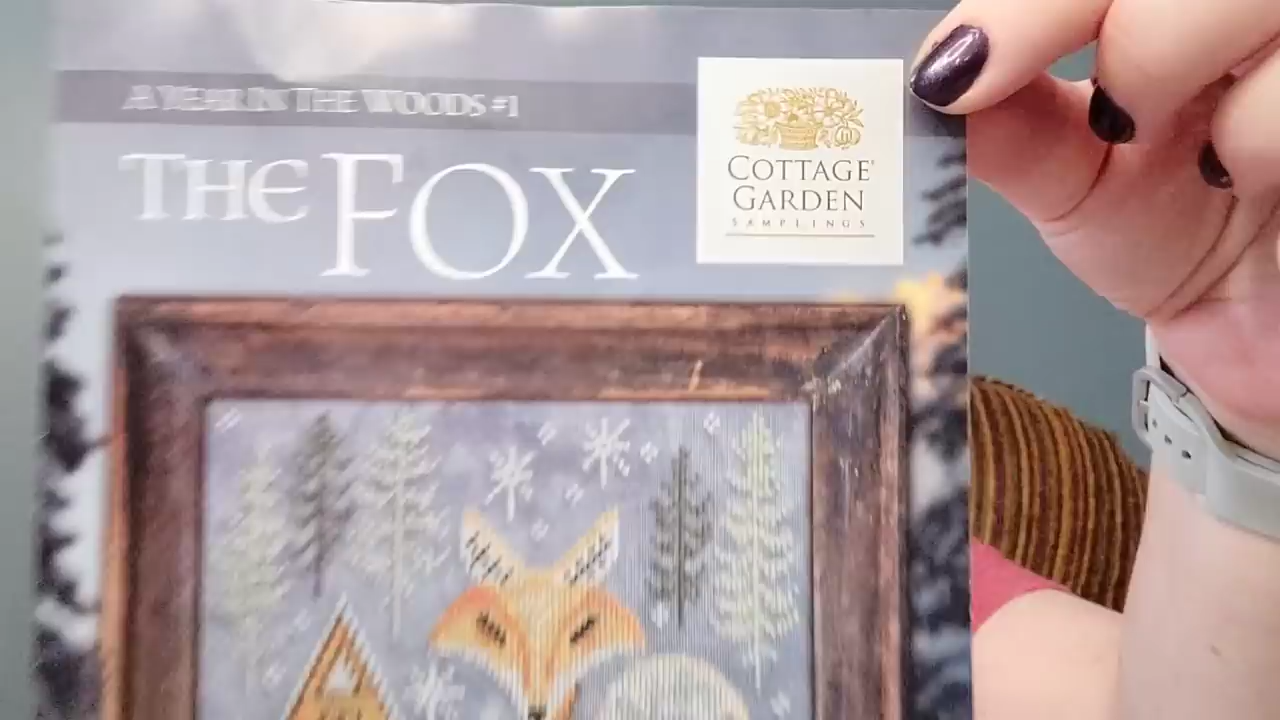 A YEAR IN THE WOODS #1
THE FOX
COTTAGE
GARDEN
SAMPLINGS